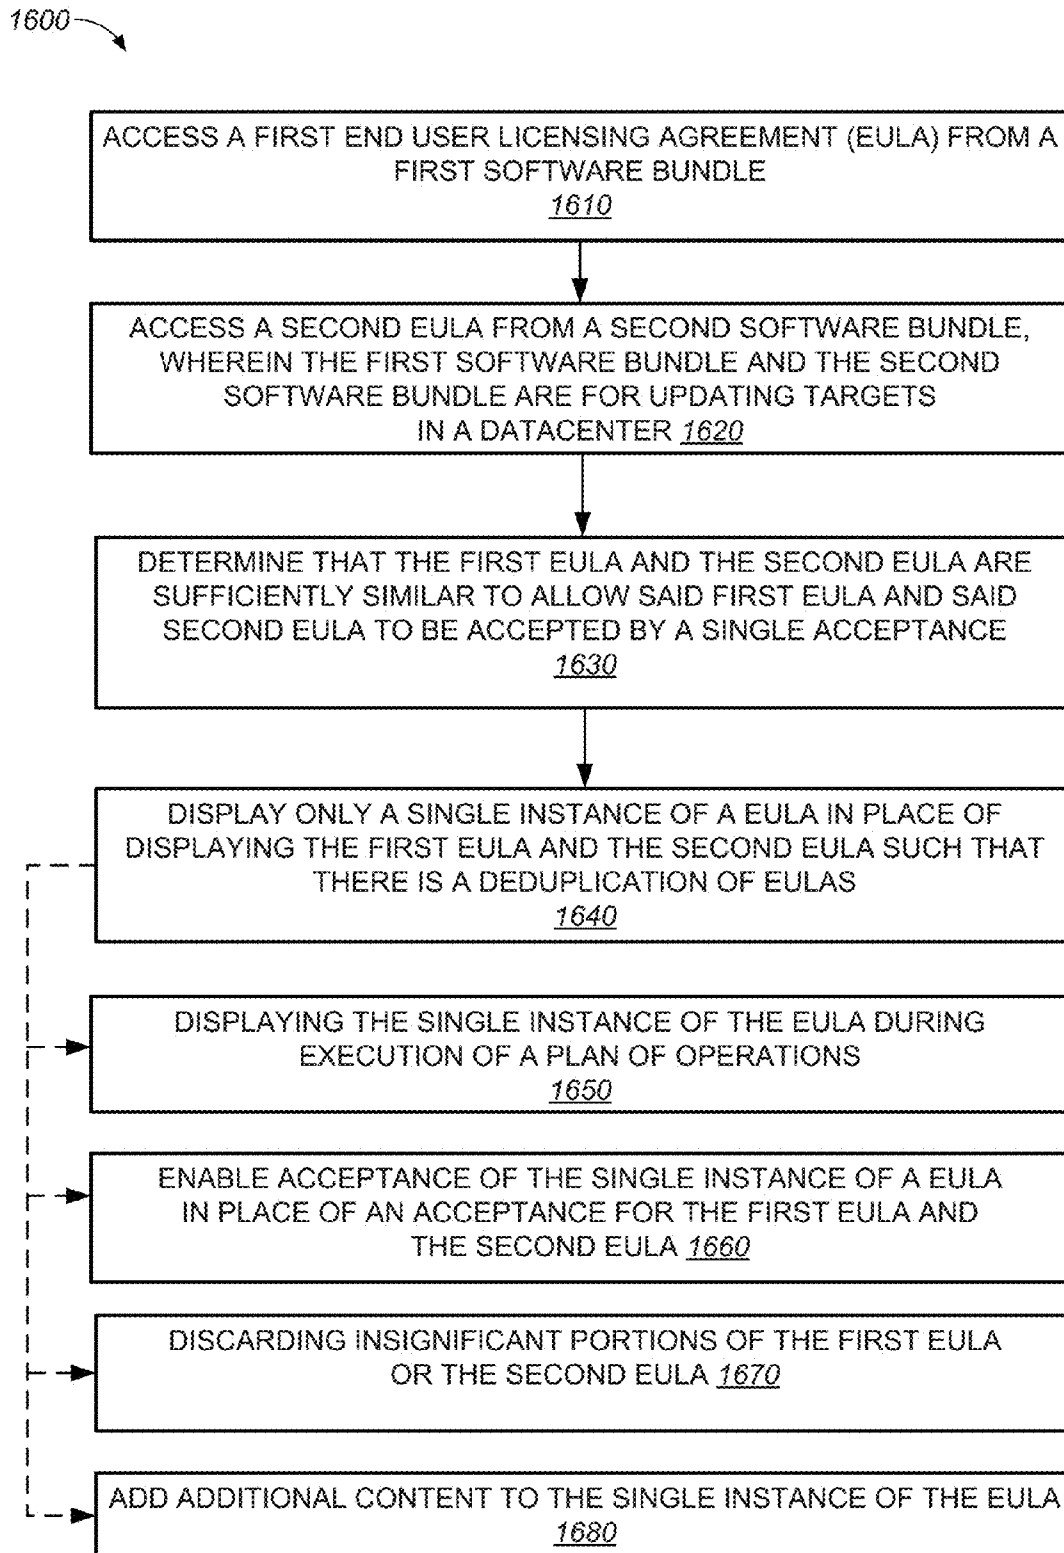 1600
ACCESS A FIRST END USER LICENSING AGREEMENT (EULA) FROM A
FIRST SOFTWARE BUNDLE
1610
ACCESS A SECOND EULA FROM A SECOND SOFTWARE BUNDLE,
WHEREIN THE FIRST SOFTWARE BUNDLE AND THE SECOND
SOFTWARE BUNDLE ARE FOR UPDATING TARGETS
IN A DATACENTER 1620
DETERMINE THAT THE FIRST EULA AND THE SECOND EULA ARE
SUFFICIENTLY SIMILAR TO ALLOW SAID FIRST EULA AND SAID
SECOND EULA TO BE ACCEPTED BY A SINGLE ACCEPTANCE
1630
DISPLAY ONLY A SINGLE INSTANCE OF A EULA IN PLACE OF
DISPLAYING THE FIRST EULA AND THE SECOND EULA SUCH THAT
THERE IS A DEDUPLICATION OF EULAS
1640
DISPLAYING THE SINGLE INSTANCE OF THE EULA DURING
EXECUTION OF A PLAN OF OPERATIONS
1650
ENABLE ACCEPTANCE OF THE SINGLE INSTANCE OF A EULA
IN PLACE OF AN ACCEPTANCE FOR THE FIRST EULA AND
THE SECOND EULA 1660
DISCARDING INSIGNIFICANT PORTIONS OF THE FIRST EULA
OR THE SECOND EULA 1670
ADD ADDITIONAL CONTENT TO THE SINGLE INSTANCE OF THE EULA
1680